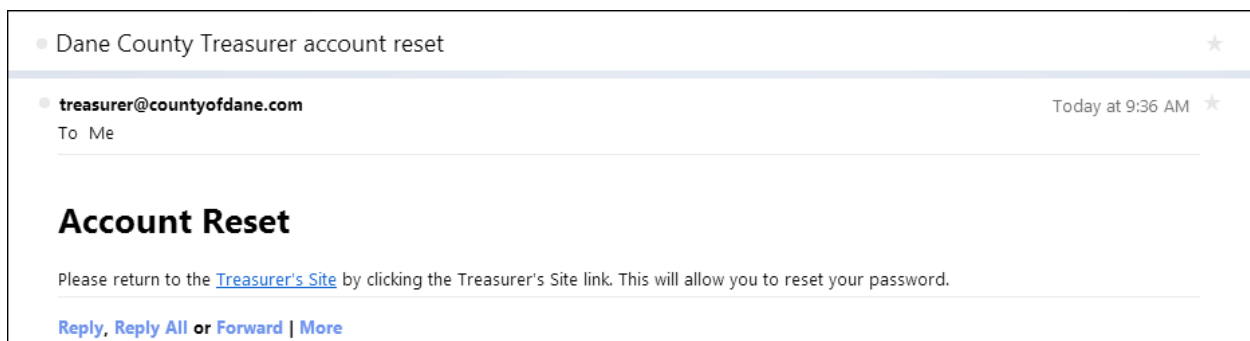 Dane County Treasurer account reset
treasurer@countyofdane.com
Today at 9:36 AM
To Me
Account Reset
Please return to the Treasurer's Site by clicking the Treasurer's Site link. This will allow you to reset your password.
Reply, Reply All or Forward | More